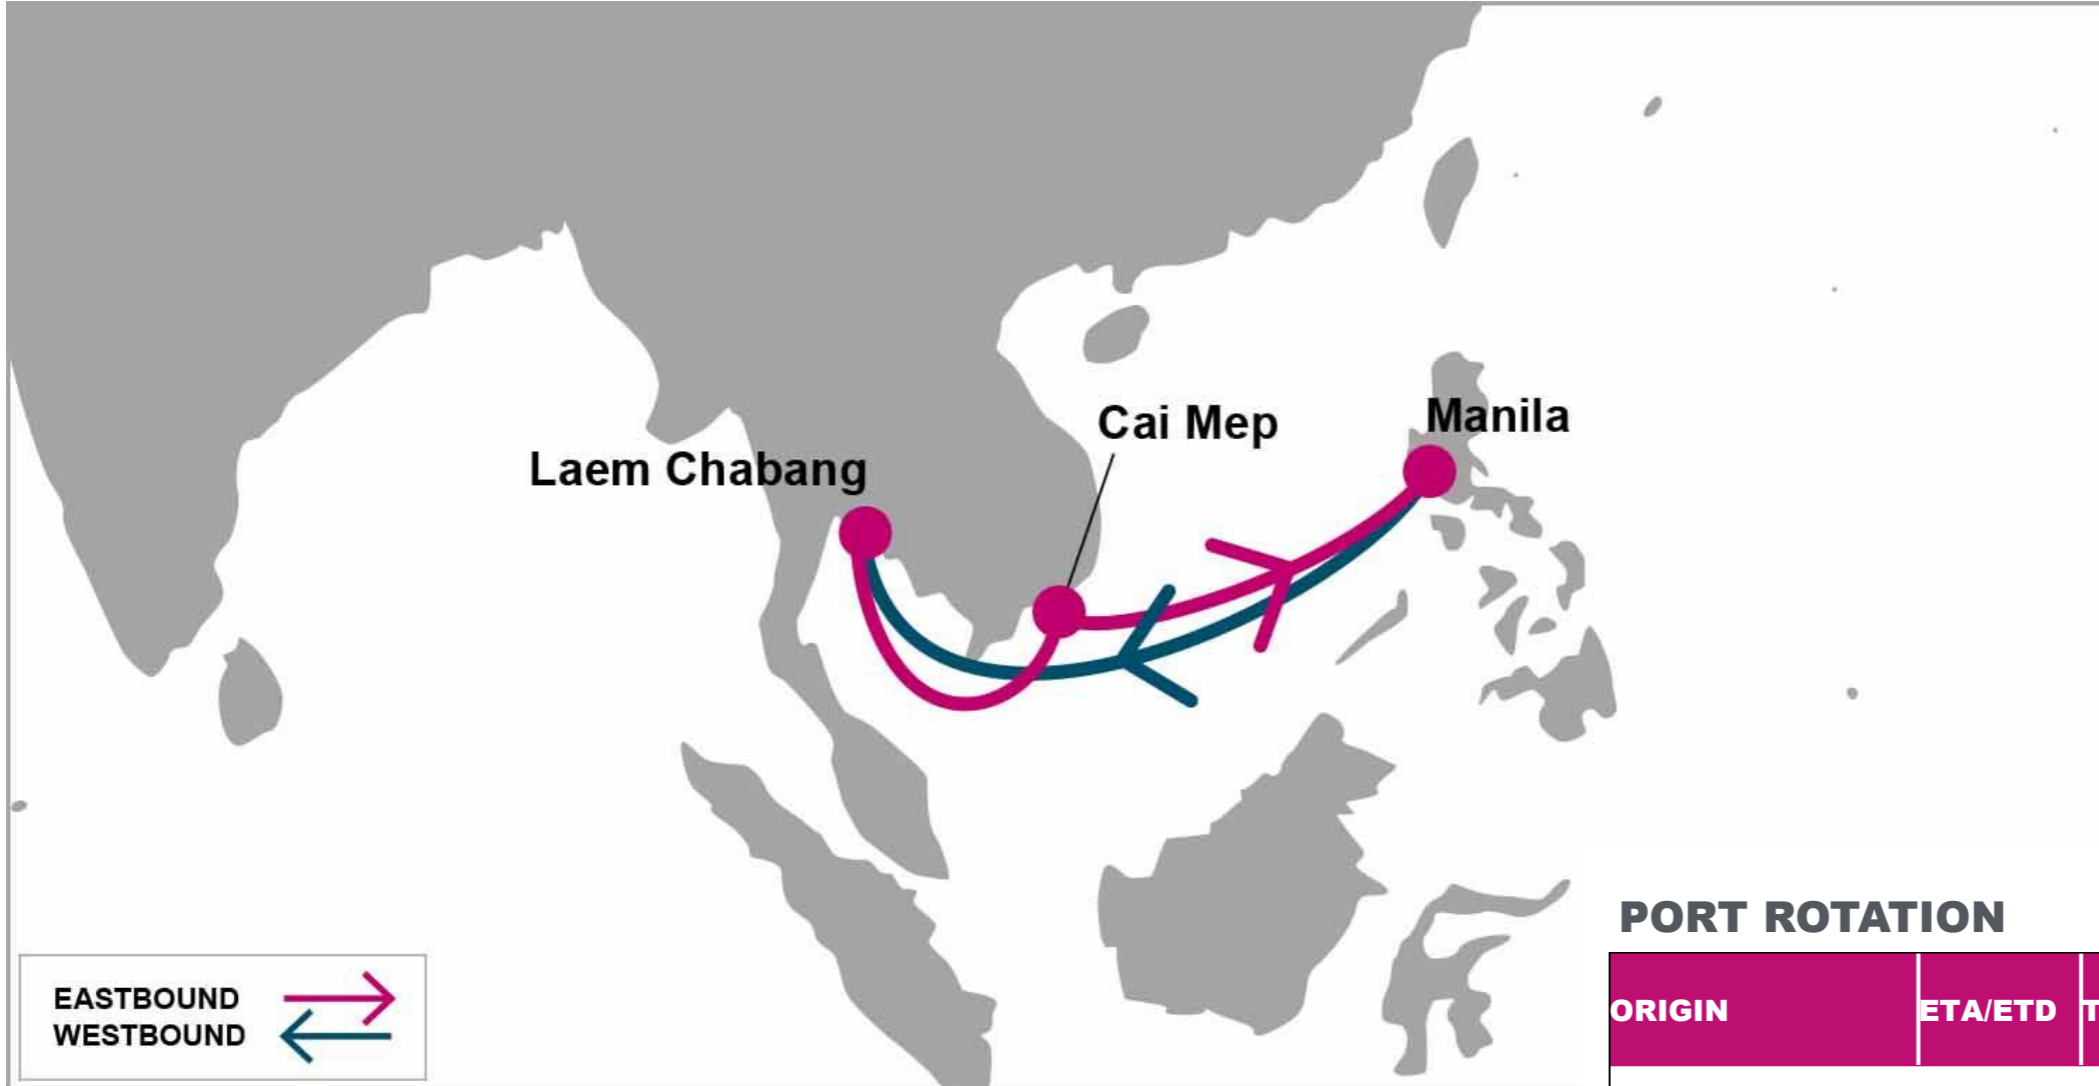 Manila
Cai Mep
Laem Chabang
PORT ROTATION
EASTBOUND
WESTBOUND
ORIGIN ETA/ETD T